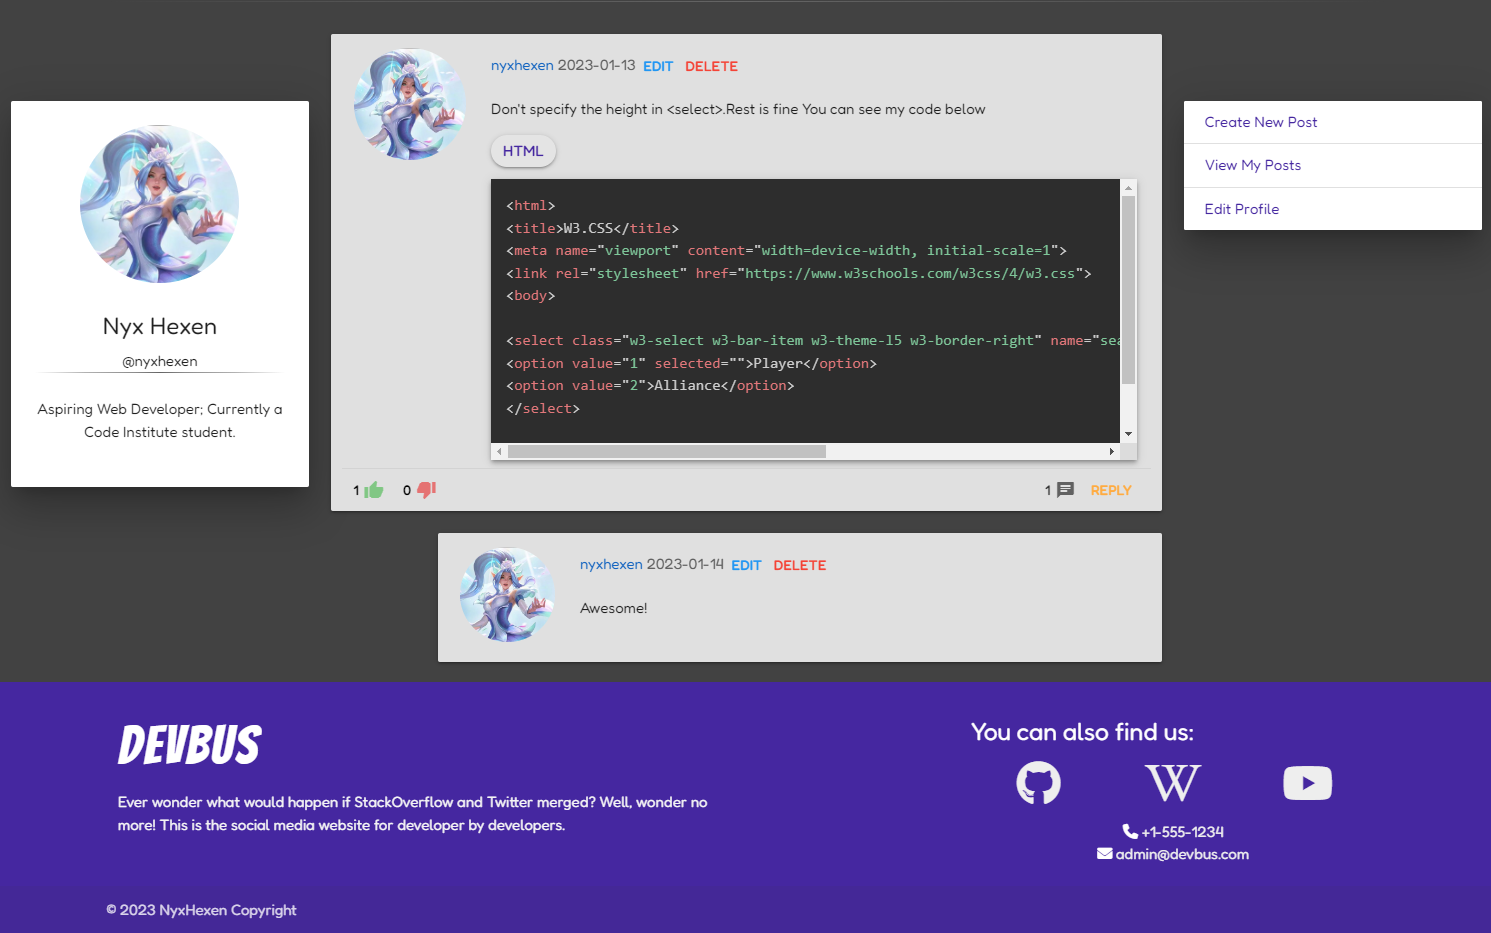 nyxhexen 2023-01-13 EDIT DELETE
Don't specify the height in <select>.Rest is fine You can see my code below
HTML
<html>
<title>W3.CSS</title>
<meta name="viewport" content="width=device-width, initial-scale=1">
<link rel="stylesheet" href="https://www.w3schools.com/w3css/4/w3.css">
<body>
<select class="w3-select w3-bar-item w3-theme-l5 w3-border-right" name="sea
<option value="1" selected="">Player</option>
<option value="2">Alliance</option>
</select>
1 0 1 REPLY
Nyx Hexen
@nyxhexen
Aspiring Web Developer; Currently a
Code Institute student.
Create New Post
View My Posts
Edit Profile
nyxhexen 2023-01-14 EDIT DELETE
Awesome!
DEVBUS
Ever wonder what would happen if StackOverflow and Twitter merged? Well, wonder no
more! This is the social media website for developer by developers.
You can also find us:
W
+1-555-1234
admin@devbus.com
© 2023 NyxHexen Copyright